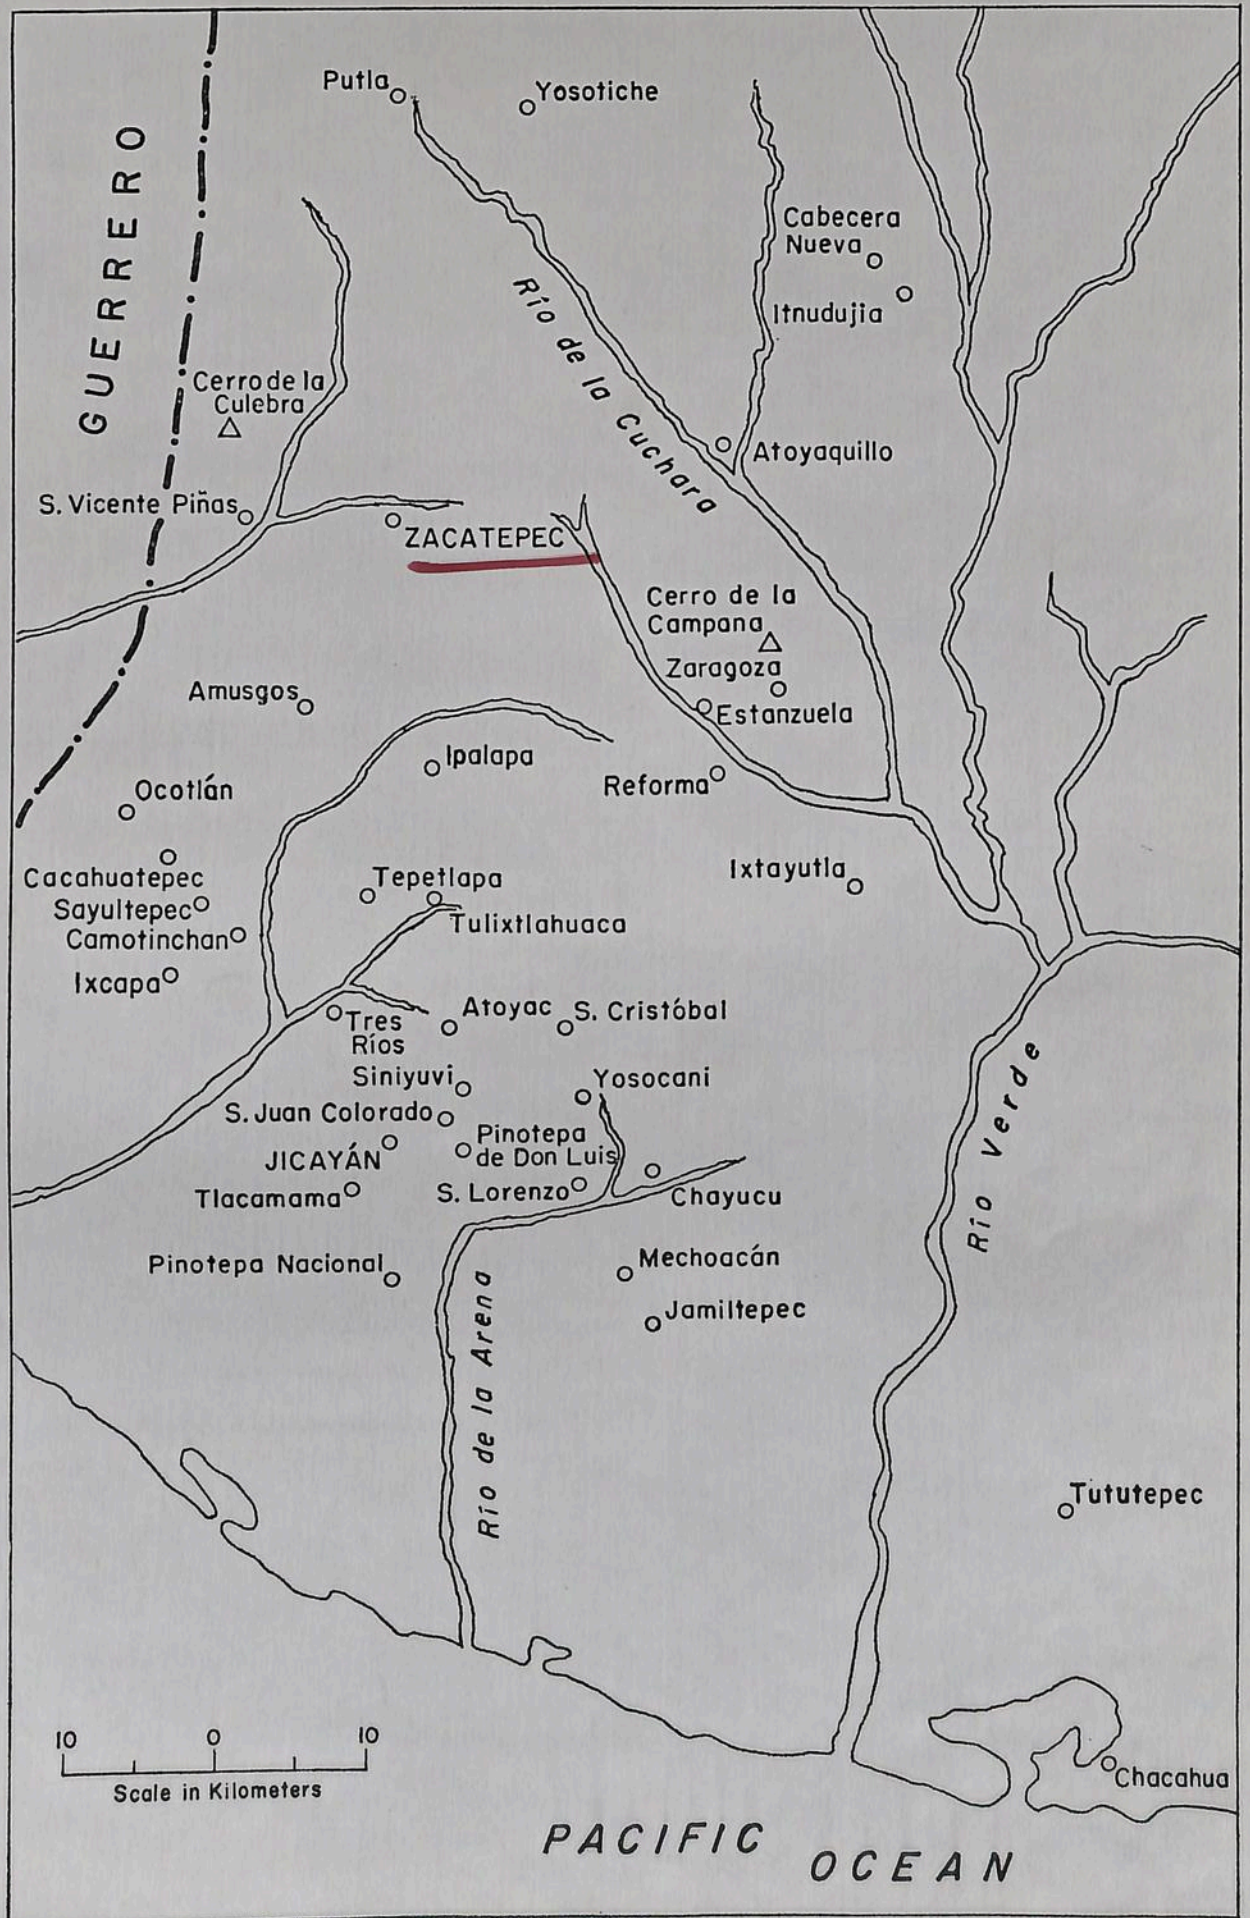 Putla
Yosotiche
GUERRERO
Cabecera
Nueva
Itnudujia
Río de la Cuchara
Cerro de la
Culebra
Atoyaquillo
S. Vicente Piñas
ZACATEPEC
Cerro de la
Campana
Zaragoza
Estanzuela
Amusgos
Ipalapa
Reforma
Ocotlán
Cacahuatepec
Sayultepec
Camotinchan
Ixcapa
Tepetlapa
Tulixtlahuaca
Ixtayutla
Tres
Ríos
Atoyac
S. Cristóbal
Siniyuvi
Yosocani
S. Juan Colorado
JICAYÁN
Pinotepa
de Don Luis
Tlacamama
S. Lorenzo
Chayucu
Río Verde
Pinotepa Nacional
Mechoacán
Jamiltepec
Río de la Arena
Tututepec
10 0 10
Scale in Kilometers
Chacahua
PACIFIC
OCEAN